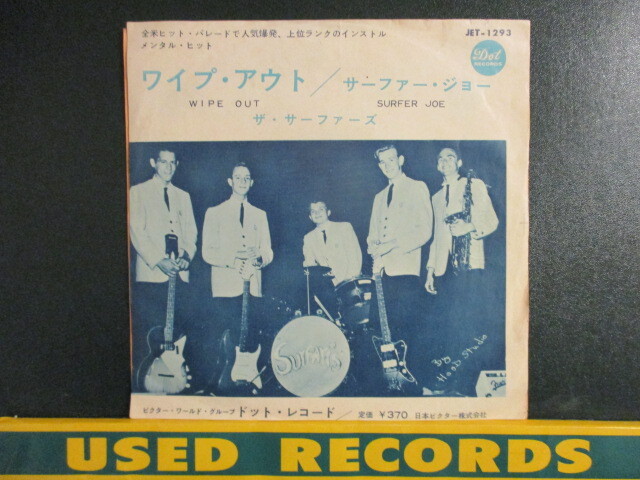 全米ヒット・パレードで人気爆発、上位ランクのインストル
メンタル・ヒット
JET-1293
Dot
RECORDS
ワイプ・アウト／サーファー・ジョー
WIPE OUT SURFER JOE
ザ・サーファーズ
Surfaris
By
Hood Studio
ビクター・ワールド・グループ ドット・レコード／定価 ¥370 日本ビクター株式会社
USED RECORDS